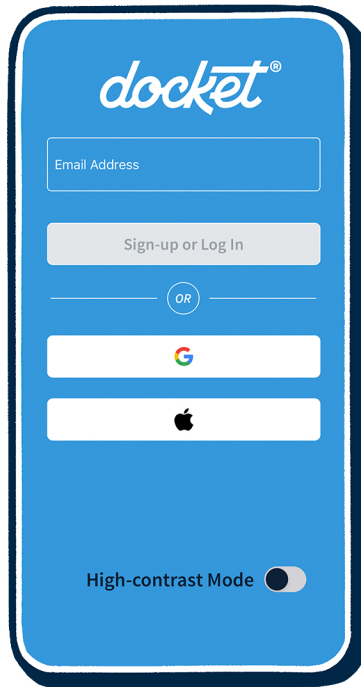 docket®
Email Address
Sign-up or Log In
OR
G
High-contrast Mode